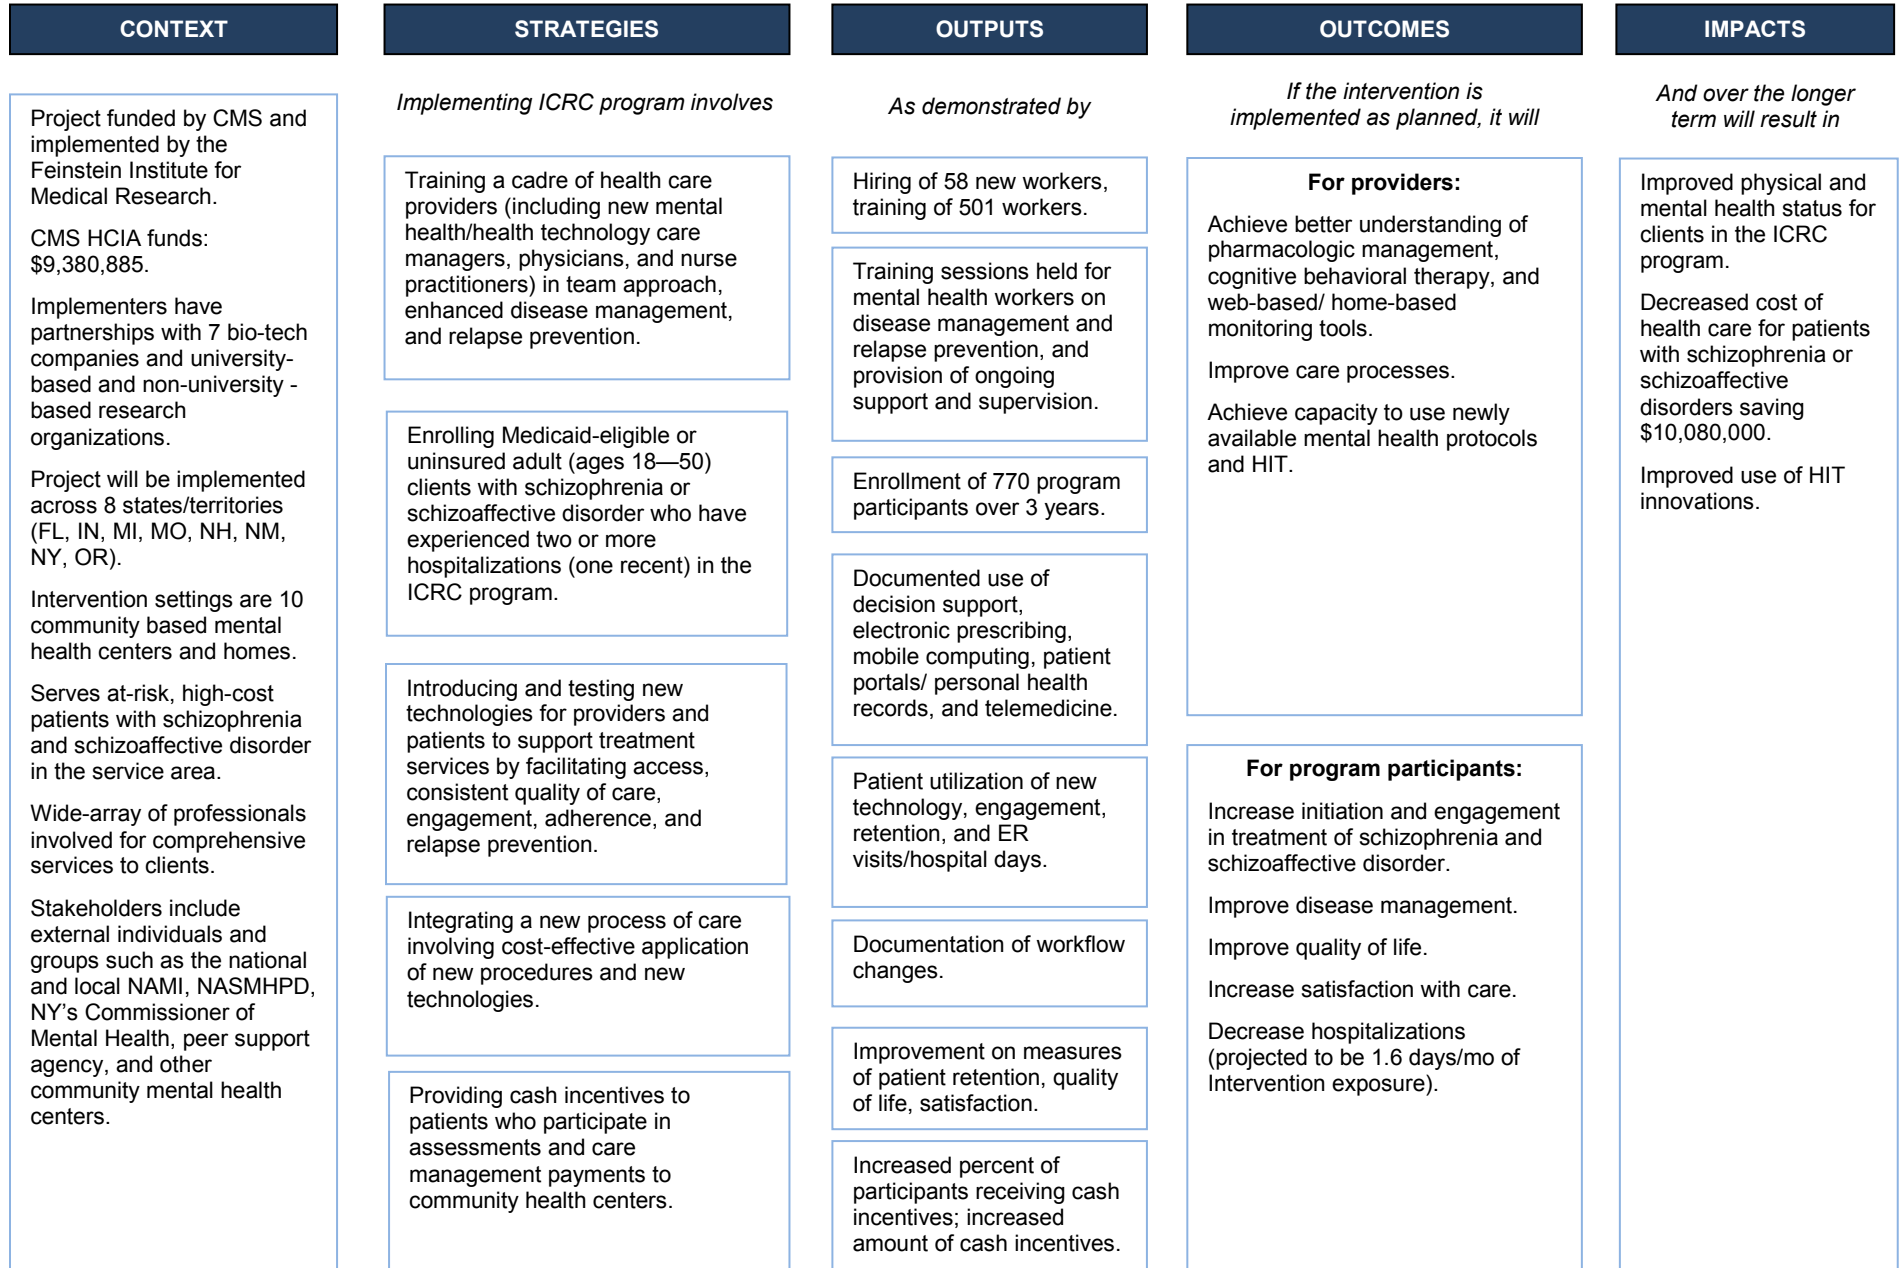 CONTEXT
Project funded by CMS and
implemented by the
Feinstein Institute for
Medical Research.
CMS HCIA funds:
$9,380,885.
Implementers have
partnerships with 7 bio-tech
companies and university-
based and non-university -
based research
organizations.
Project will be implemented
across 8 states/territories
(FL, IN, MI, MO, NH, NM,
NY, OR).
Intervention settings are 10
community based mental
health centers and homes.
Serves at-risk, high-cost
patients with schizophrenia
and schizoaffective disorder
in the service area.
Wide-array of professionals
involved for comprehensive
services to clients.
Stakeholders include
external individuals and
groups such as the national
and local NAMI, NASMHPD,
NY's Commissioner of
Mental Health, peer support
agency, and other
community mental health
centers.
STRATEGIES
Implementing ICRC program involves
Training a cadre of health care
providers (including new mental
health/health technology care
managers, physicians, and nurse
practitioners) in team approach,
enhanced disease management,
and relapse prevention.
Enrolling Medicaid-eligible or
uninsured adult (ages 18—50)
clients with schizophrenia or
schizoaffective disorder who have
experienced two or more
hospitalizations (one recent) in the
ICRC program.
Introducing and testing new
technologies for providers and
patients to support treatment
services by facilitating access,
consistent quality of care,
engagement, adherence, and
relapse prevention.
Integrating a new process of care
involving cost-effective application
of new procedures and new
technologies.
Providing cash incentives to
patients who participate in
assessments and care
management payments to
community health centers.
OUTPUTS
As demonstrated by
Hiring of 58 new workers,
training of 501 workers.
Training sessions held for
mental health workers on
disease management and
relapse prevention, and
provision of ongoing
support and supervision.
Enrollment of 770 program
participants over 3 years.
Documented use of
decision support,
electronic prescribing,
mobile computing, patient
portals/ personal health
records, and telemedicine.
Patient utilization of new
technology, engagement,
retention, and ER
visits/hospital days.
Documentation of workflow
changes.
Improvement on measures
of patient retention, quality
of life, satisfaction.
Increased percent of
participants receiving cash
incentives; increased
amount of cash incentives.
OUTCOMES
If the intervention is
implemented as planned, it will
For providers:
Achieve better understanding of
pharmacologic management,
cognitive behavioral therapy, and
web-based/ home-based
monitoring tools.
Improve care processes.
Achieve capacity to use newly
available mental health protocols
and HIT.
For program participants:
Increase initiation and engagement
in treatment of schizophrenia and
schizoaffective disorder.
Improve disease management.
Improve quality of life.
Increase satisfaction with care.
Decrease hospitalizations
(projected to be 1.6 days/mo of
Intervention exposure).
IMPACTS
And over the longer
term will result in
Improved physical and
mental health status for
clients in the ICRC
program.
Decreased cost of
health care for patients
with schizophrenia or
schizoaffective
disorders saving
$10,080,000.
Improved use of HIT
innovations.